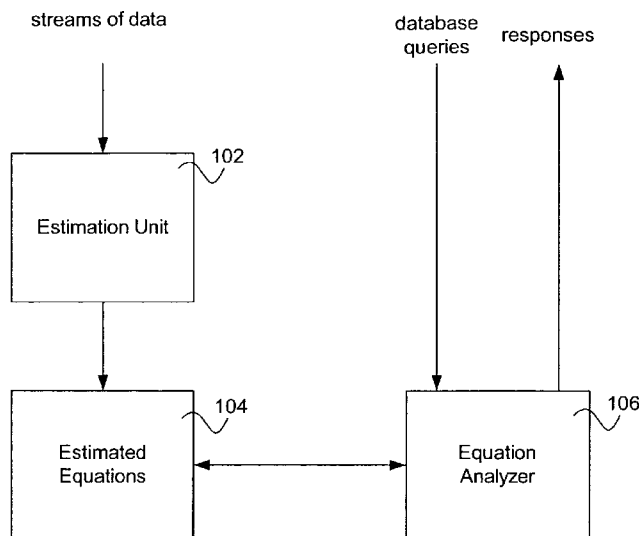 streams of data
database
queries
responses
102
Estimation Unit
104
Estimated
Equations
106
Equation
Analyzer